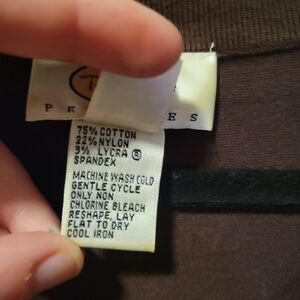 75% COTTON
22% NYLON
3% LYCRA ®
SPANDEX
MACHINE WASH COLD
GENTLE CYCLE
ONLY NON
CHLORINE BLEACH
RESHAPE, LAY
FLAT TO DRY
COOL IRON